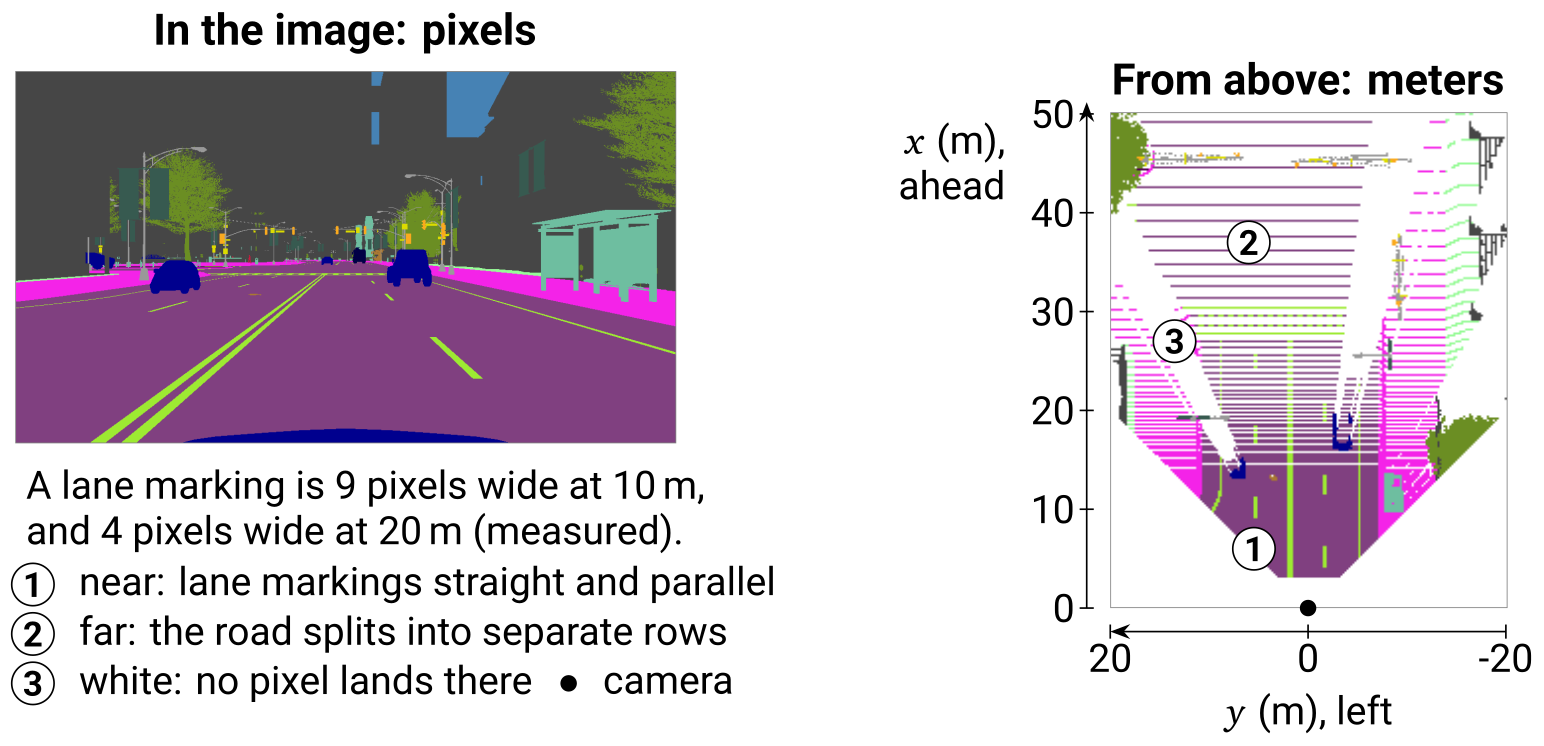 In the image: pixels
A lane marking is 9 pixels wide at 10 m,
and 4 pixels wide at 20 m (measured).
1 near: lane markings straight and parallel
2 far: the road splits into separate rows
3 white: no pixel lands there ● camera
From above: meters
x (m),
ahead
50
40
30
20
10
0
2
3
1
20 0 -20
y (m), left